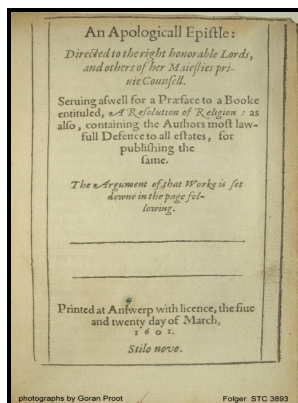 An Apologicall Epiſtle:
Directed to the right honorable Lords,
and others of her Maieſties pri-
uie Counſell.
Seruing aſwell for a Præface to a Booke
entituled, A Reſolution of Religion: as
alſo, containing the Authors moſt law-
full Defence to all eſtates, for
publiſhing the
ſame.
The Argument of that Worke is ſet
downe in the page fol-
lowing.
Printed at Antwerp with licence, the fiue
and twenty day of March,
1601.
Stilo novo.
photographs by Goran Proot
Folger STC 3893